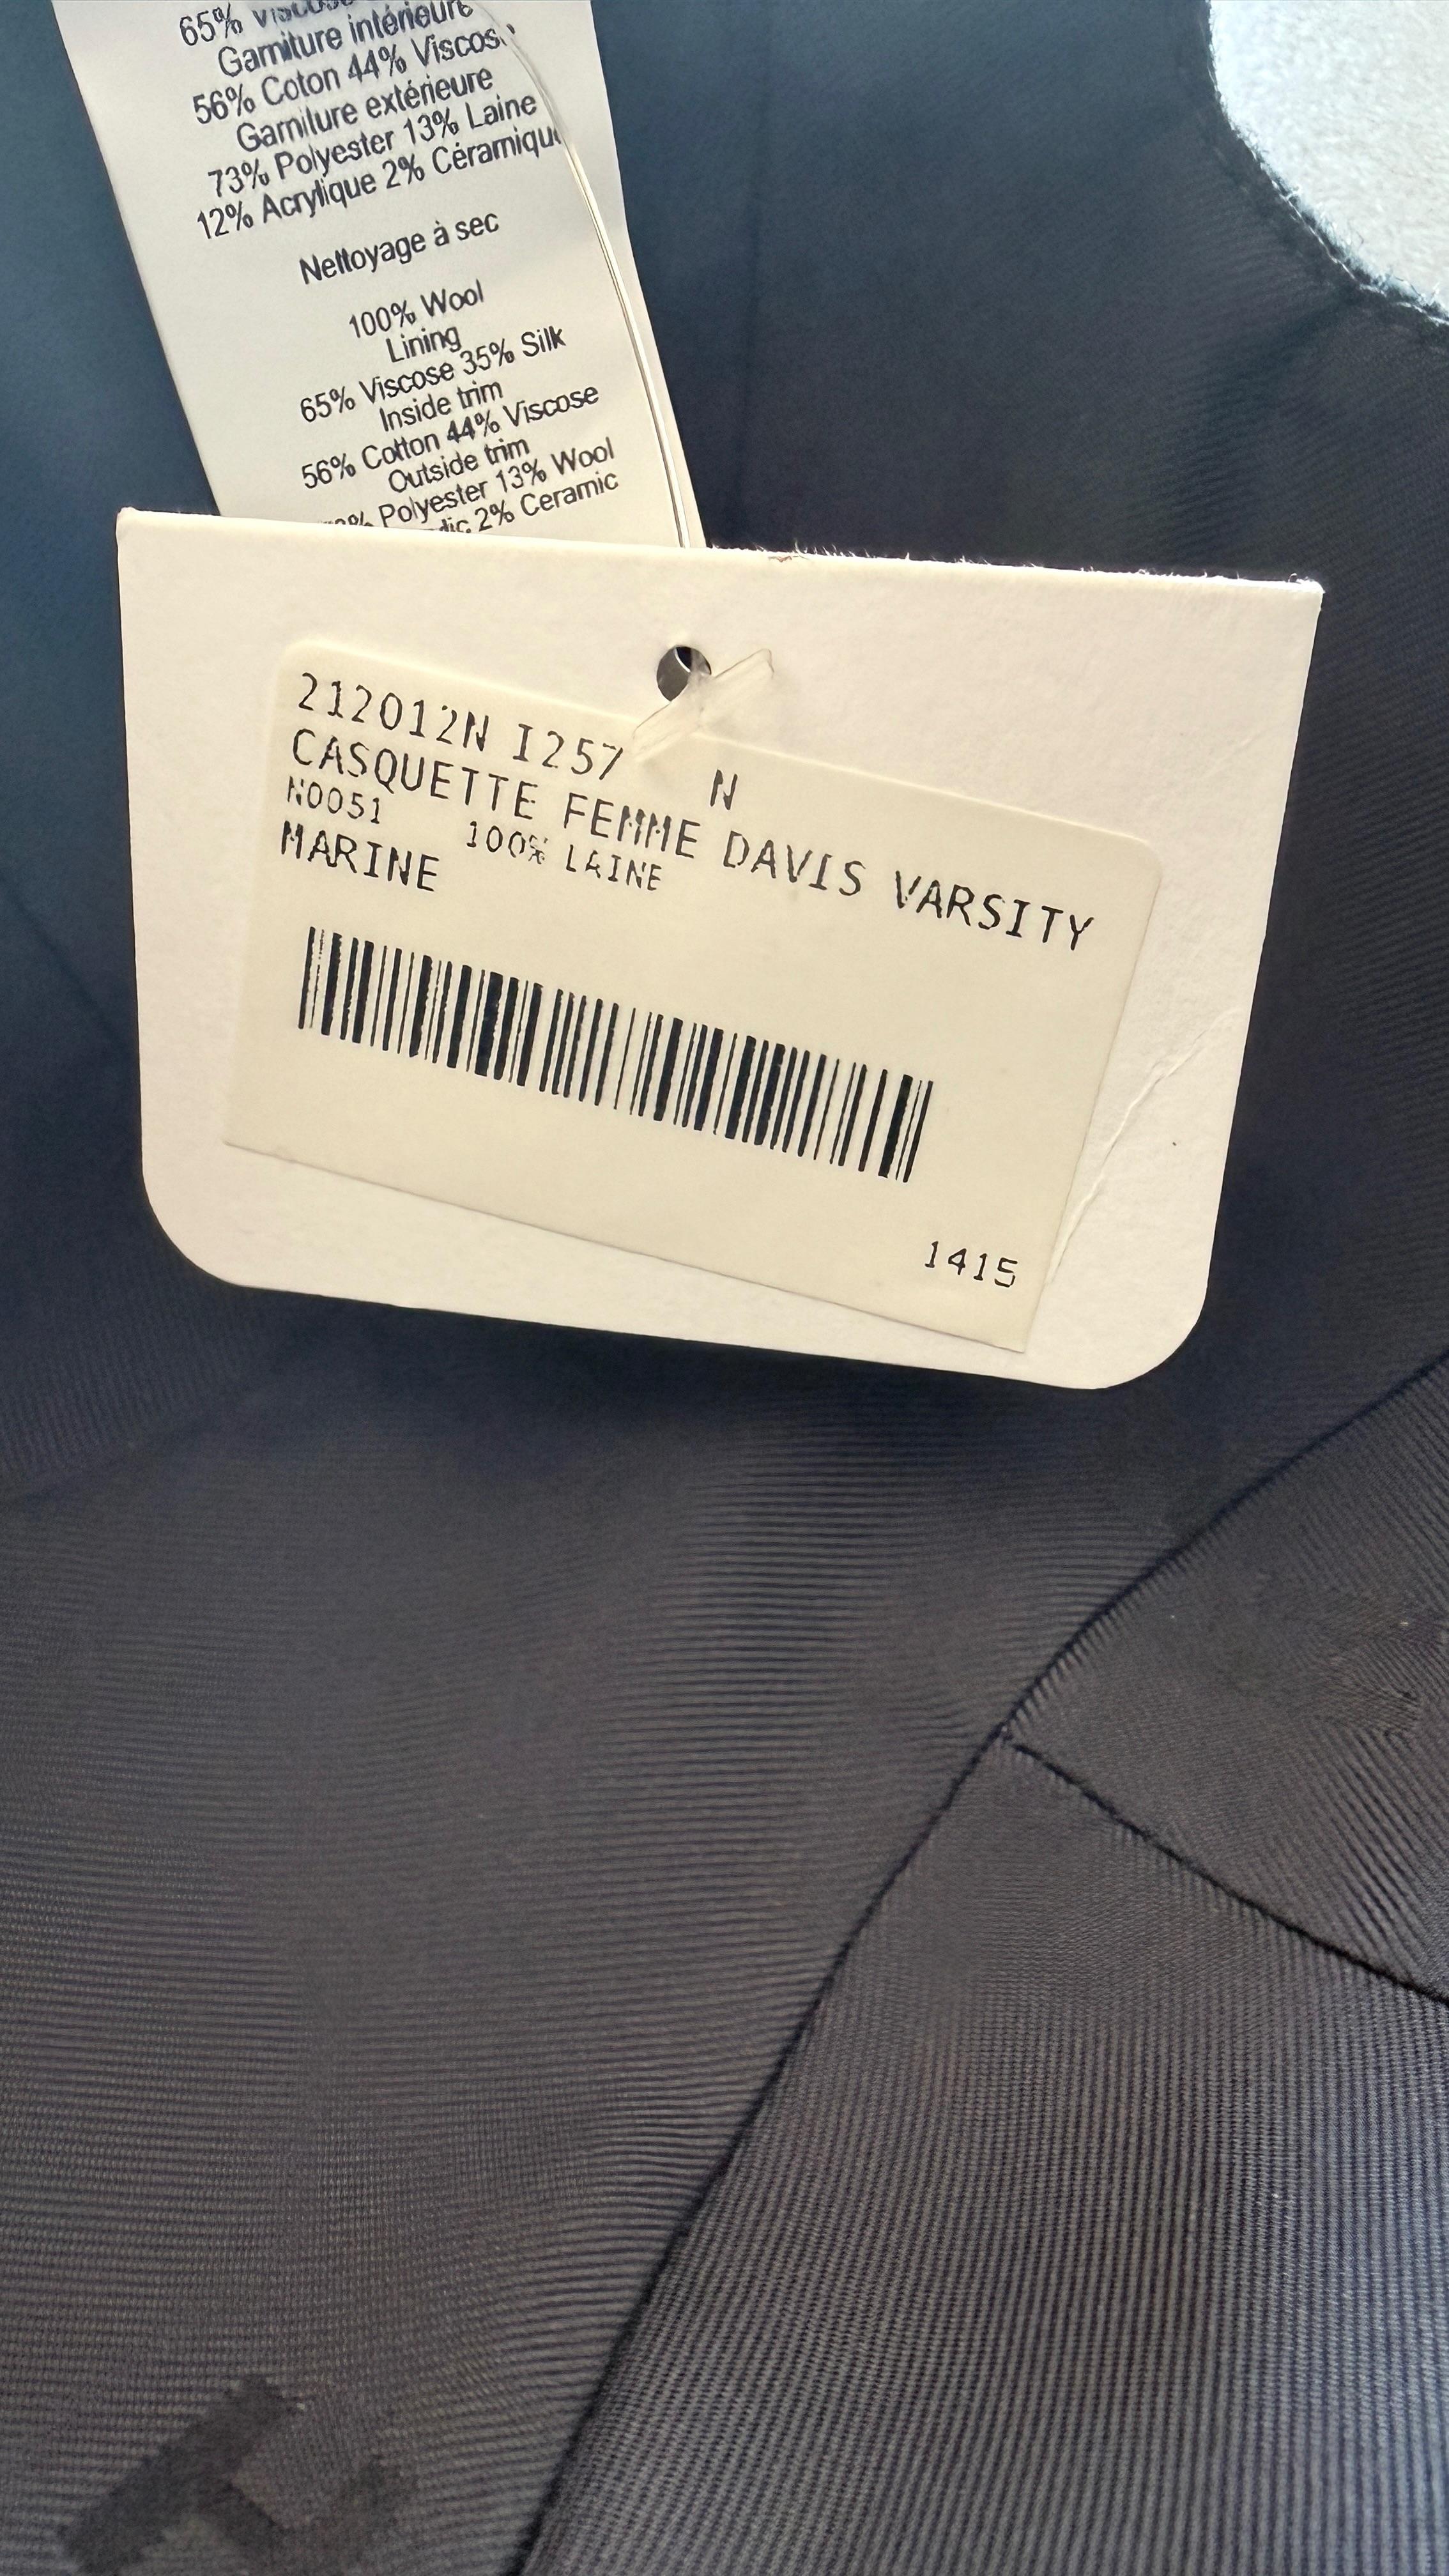 65% Viscose
Garniture intérieure
56% Coton 44% Viscose
Garniture extérieure
73% Polyester 13% Laine
12% Acrylique 2% Céramique
Nettoyage à sec
100% Wool
Lining
65% Viscose 35% Silk
Inside trim
56% Cotton 44% Viscose
Outside trim
Polyester 13% Wool
2% Ceramic
212012N I257 N
CASQUETTE FEMME DAVIS VARSITY
N0051 100% LAINE
MARINE
1415